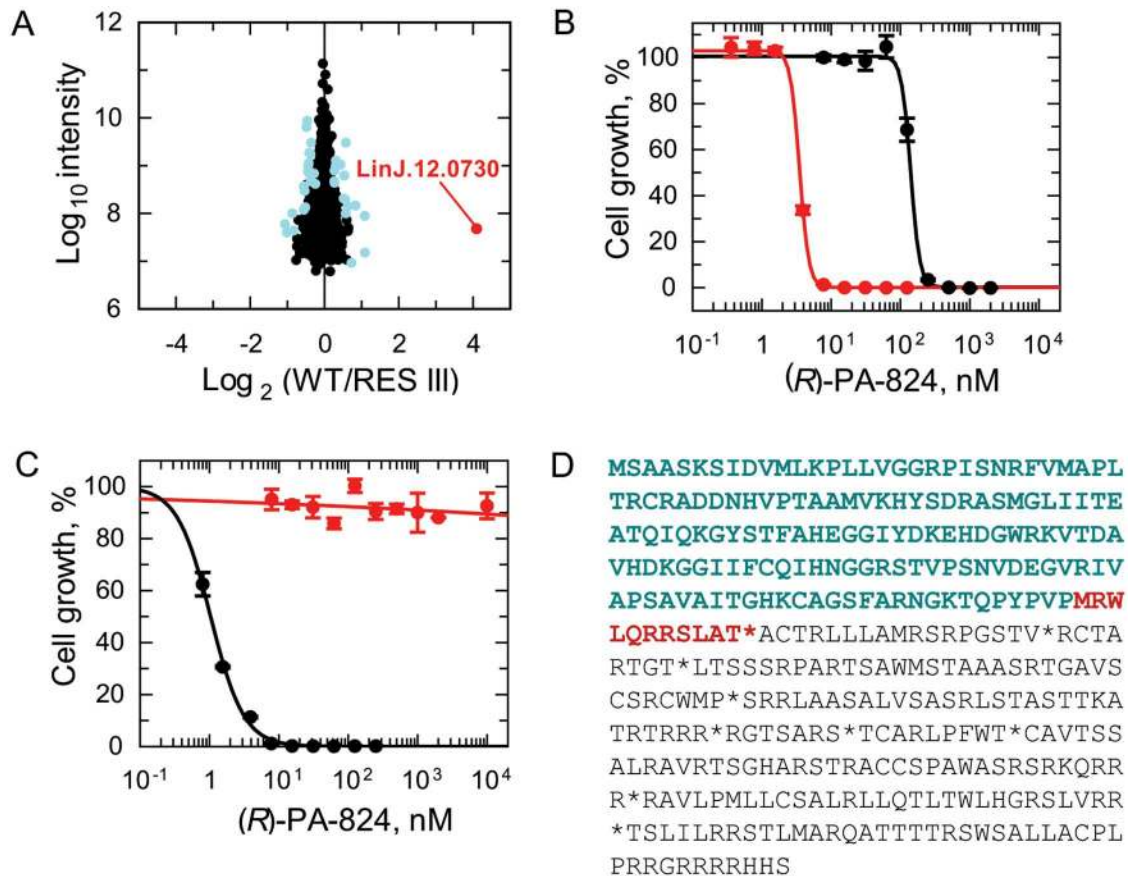 A
12
10
8
6
Log10 intensity
LinJ.12.0730
-4 -2 0 2 4
Log2 (WT/RES III)
B
100
80
60
40
20
0
Cell growth, %
10-1 1 101 102 103 104
(R)-PA-824, nM
C
100
80
60
40
20
0
Cell growth, %
10-1 1 101 102 103 104
(R)-PA-824, nM
D
MSAASKSIDVMLKPLLVGGRPISNRFVMAPL
TRCRADDNHVPTAAMVKHYSDRASMGLIITE
ATQIQKGYSTFAHEGGIYDKEHDGWRKVTDA
VHDKGGIIFCQIHNGGRSTVPSNVDEGVRIV
APSAVAITGHKCAGSFARNGKTQPYPVPMRW
LQRRSLAT*ACTRLLLAMRSRPGSTV*RCTA
RTGT*LTSSSRPARTSAWMSTAAASRTGAVS
CSRCWMP*SRRLAASALVSASRLSTASTTKA
TRTRRR*RGTSARS*TCARLPFWT*CAVTSS
ALRAVRTSGHARSTRACCSPAWASRSRKQRR
R*RAVLPMLLCSALRLLQTLTWLHGRSLVRR
*TSLILRRSTLMARQATTTTRSWSALLACPL
PRRGRRRRHHS